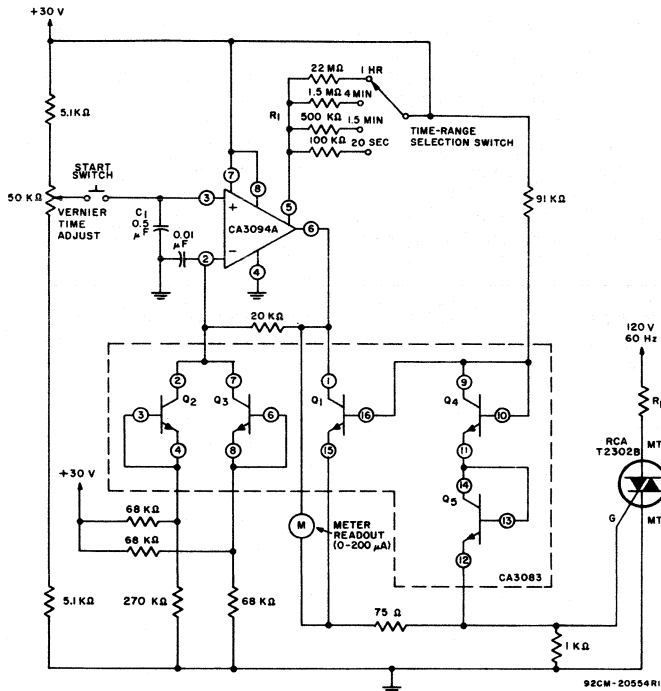 +30 V
5.1KΩ
START
SWITCH
50 KΩ
VERNIER
TIME
ADJUST
C1
0.5
μF
0.01
μF
22 MΩ
1 HR
1.5 MΩ 4 MIN
R1
500 KΩ 1.5 MIN
100 KΩ 20 SEC
TIME-RANGE
SELECTION SWITCH
7
8
5
3
+
CA3094A
6
2
−
4
91 KΩ
20 KΩ
120 V
60 Hz
2
7
1
9
3
Q2
Q3
6
Q1
16
Q4
10
4
8
15
11
14
Q5
13
12
RCA
T2302B
MT
MT
G
+30 V
68 KΩ
68 KΩ
M
METER
READOUT
(0-200 μA)
CA3083
5.1 KΩ
270 KΩ
68 KΩ
75 Ω
1 KΩ
92CM-20554R1